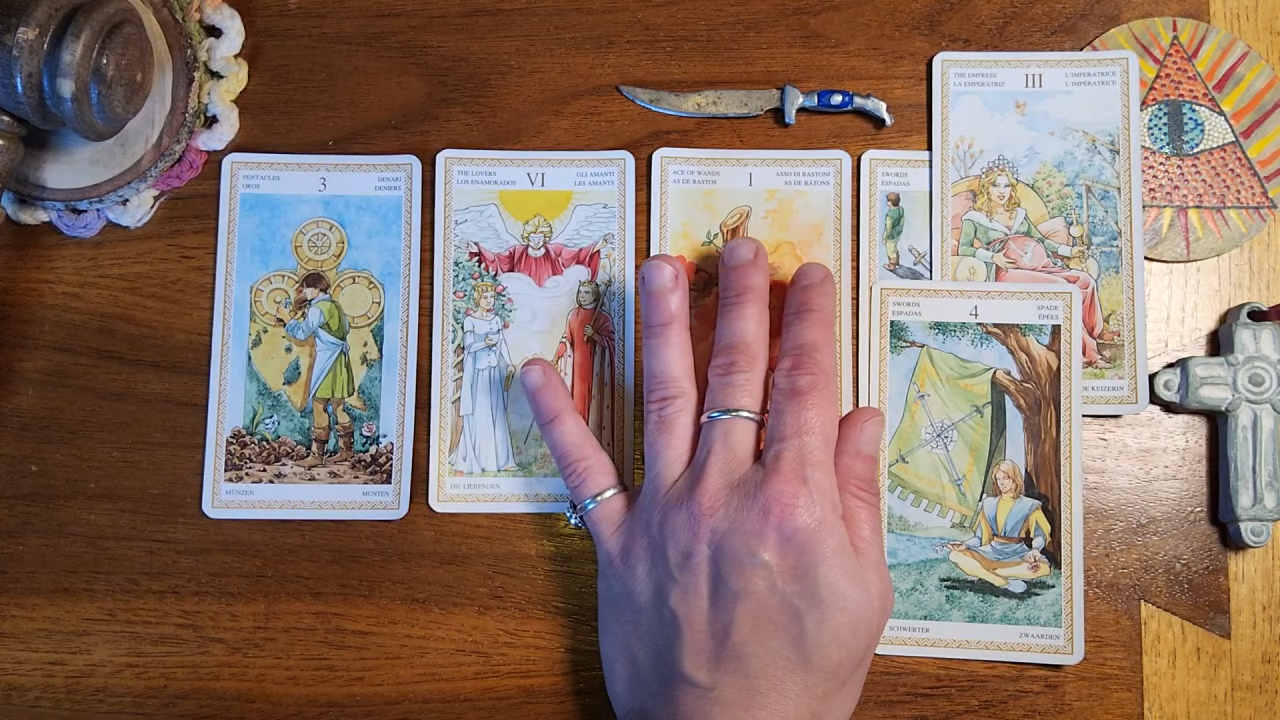 PENTACLES
OROS
3
DENARI
DENIERS
MÜNZEN
MUNTEN
THE LOVERS
LOS ENAMORADOS
VI
GLI AMANTI
LES AMANTS
DIE LIEBENDEN
ACE OF WANDS
AS DE BASTOS
1
ASSO DI BASTONI
AS DE BÂTONS
SWORDS
ESPADAS
THE EMPRESS
LA EMPERATRIZ
III
L'IMPERATRICE
L'IMPÉRATRICE
DE KEIZERIN
SWORDS
ESPADAS
4
SPADE
ÉPÉES
SCHWERTER
ZWAARDEN